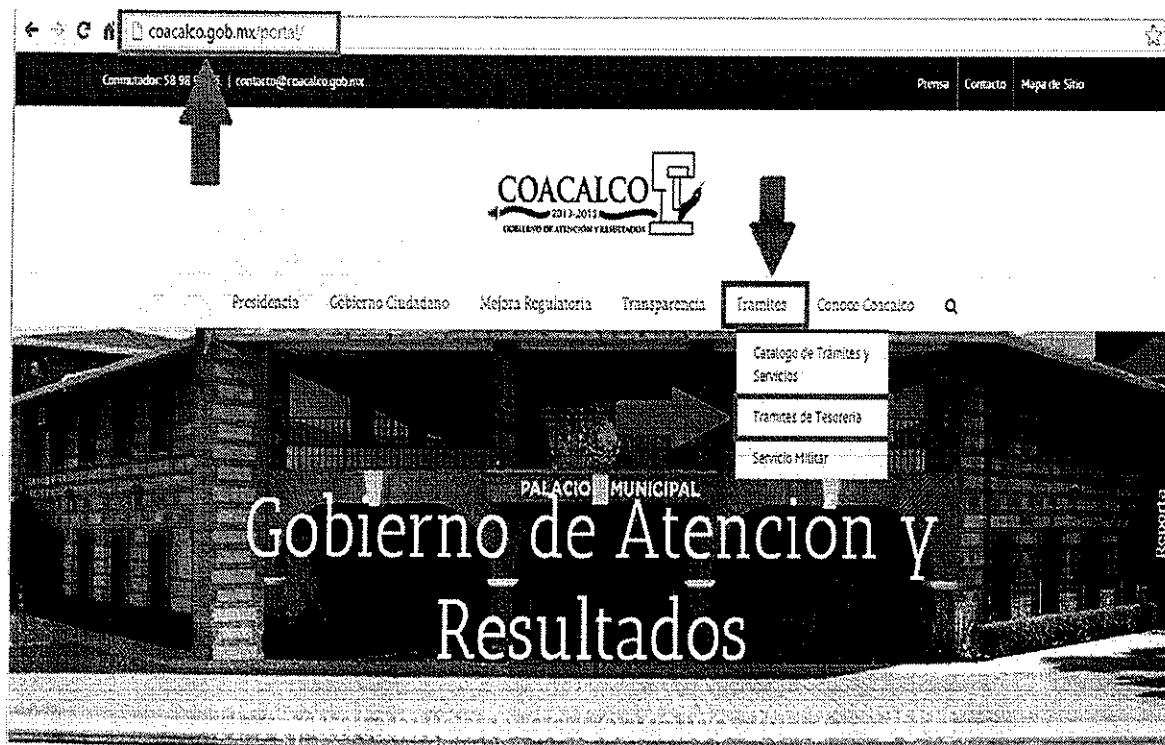 coacalco.gob.mx/portal/
Conmutador: 58 98 | contacto@coacalco.gob.mx
Prensa Contacto Mapa de Sitio
COACALCO
2013-2015
GOBIERNO DE ATENCIÓN Y RESULTADOS
Presidencia Gobierno Ciudadano Mejora Regulatoria Transparencia Tramites Conoce Coacalco
Catalogo de Trámites y
Servicios
Tramites de Tesoreria
Servicio Militar
PALACIO MUNICIPAL
Gobierno de Atención y
Resultados
Reporta